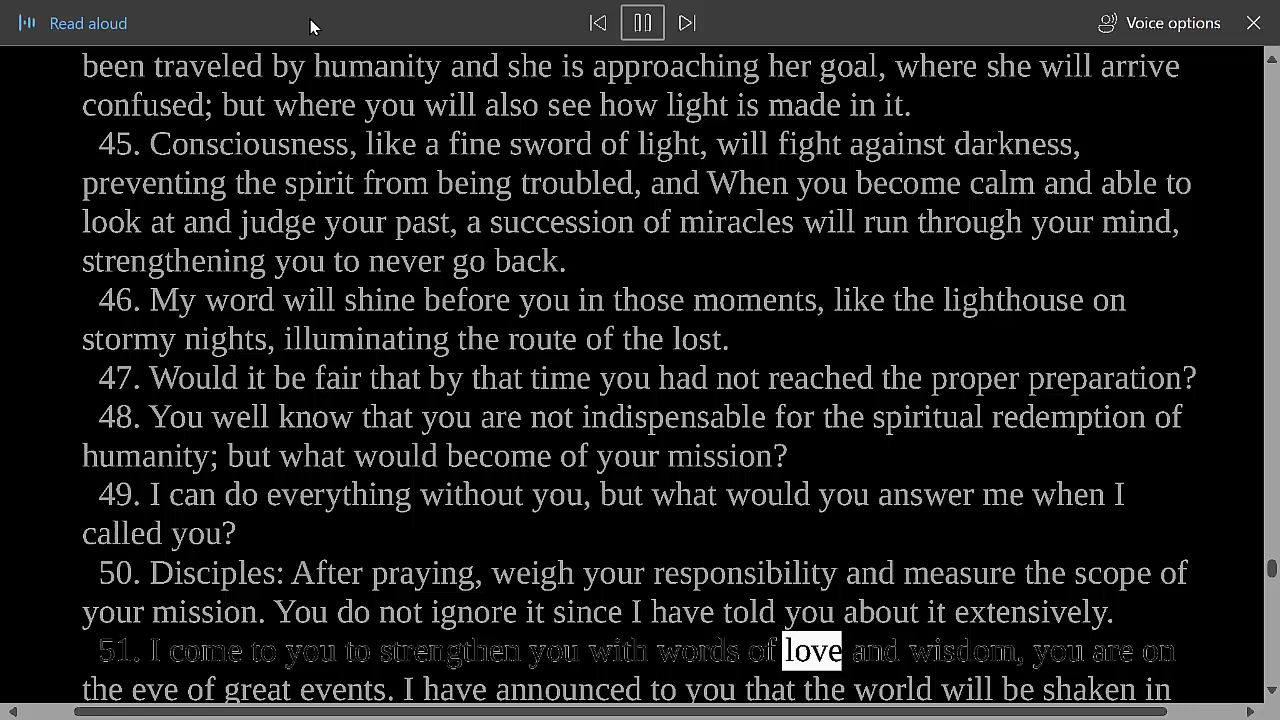 Read aloud
Voice options
been traveled by humanity and she is approaching her goal, where she will arrive
confused; but where you will also see how light is made in it.
45. Consciousness, like a fine sword of light, will fight against darkness,
preventing the spirit from being troubled, and When you become calm and able to
look at and judge your past, a succession of miracles will run through your mind,
strengthening you to never go back.
46. My word will shine before you in those moments, like the lighthouse on
stormy nights, illuminating the route of the lost.
47. Would it be fair that by that time you had not reached the proper preparation?
48. You well know that you are not indispensable for the spiritual redemption of
humanity; but what would become of your mission?
49. I can do everything without you, but what would you answer me when I
called you?
50. Disciples: After praying, weigh your responsibility and measure the scope of
your mission. You do not ignore it since I have told you about it extensively.
51. I come to you to strengthen you with words of love and wisdom, you are on
the eve of great events. I have announced to you that the world will be shaken in